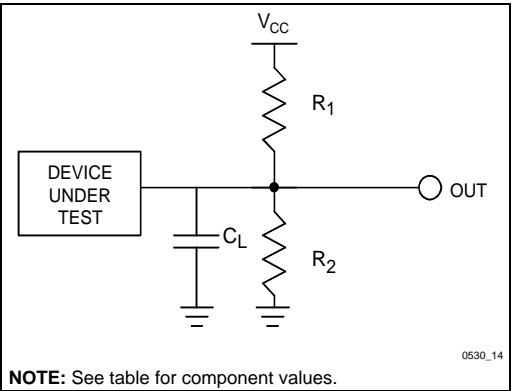 VCC
R1
DEVICE
UNDER
TEST
OUT
CL
R2
0530_14
NOTE: See table for component values.